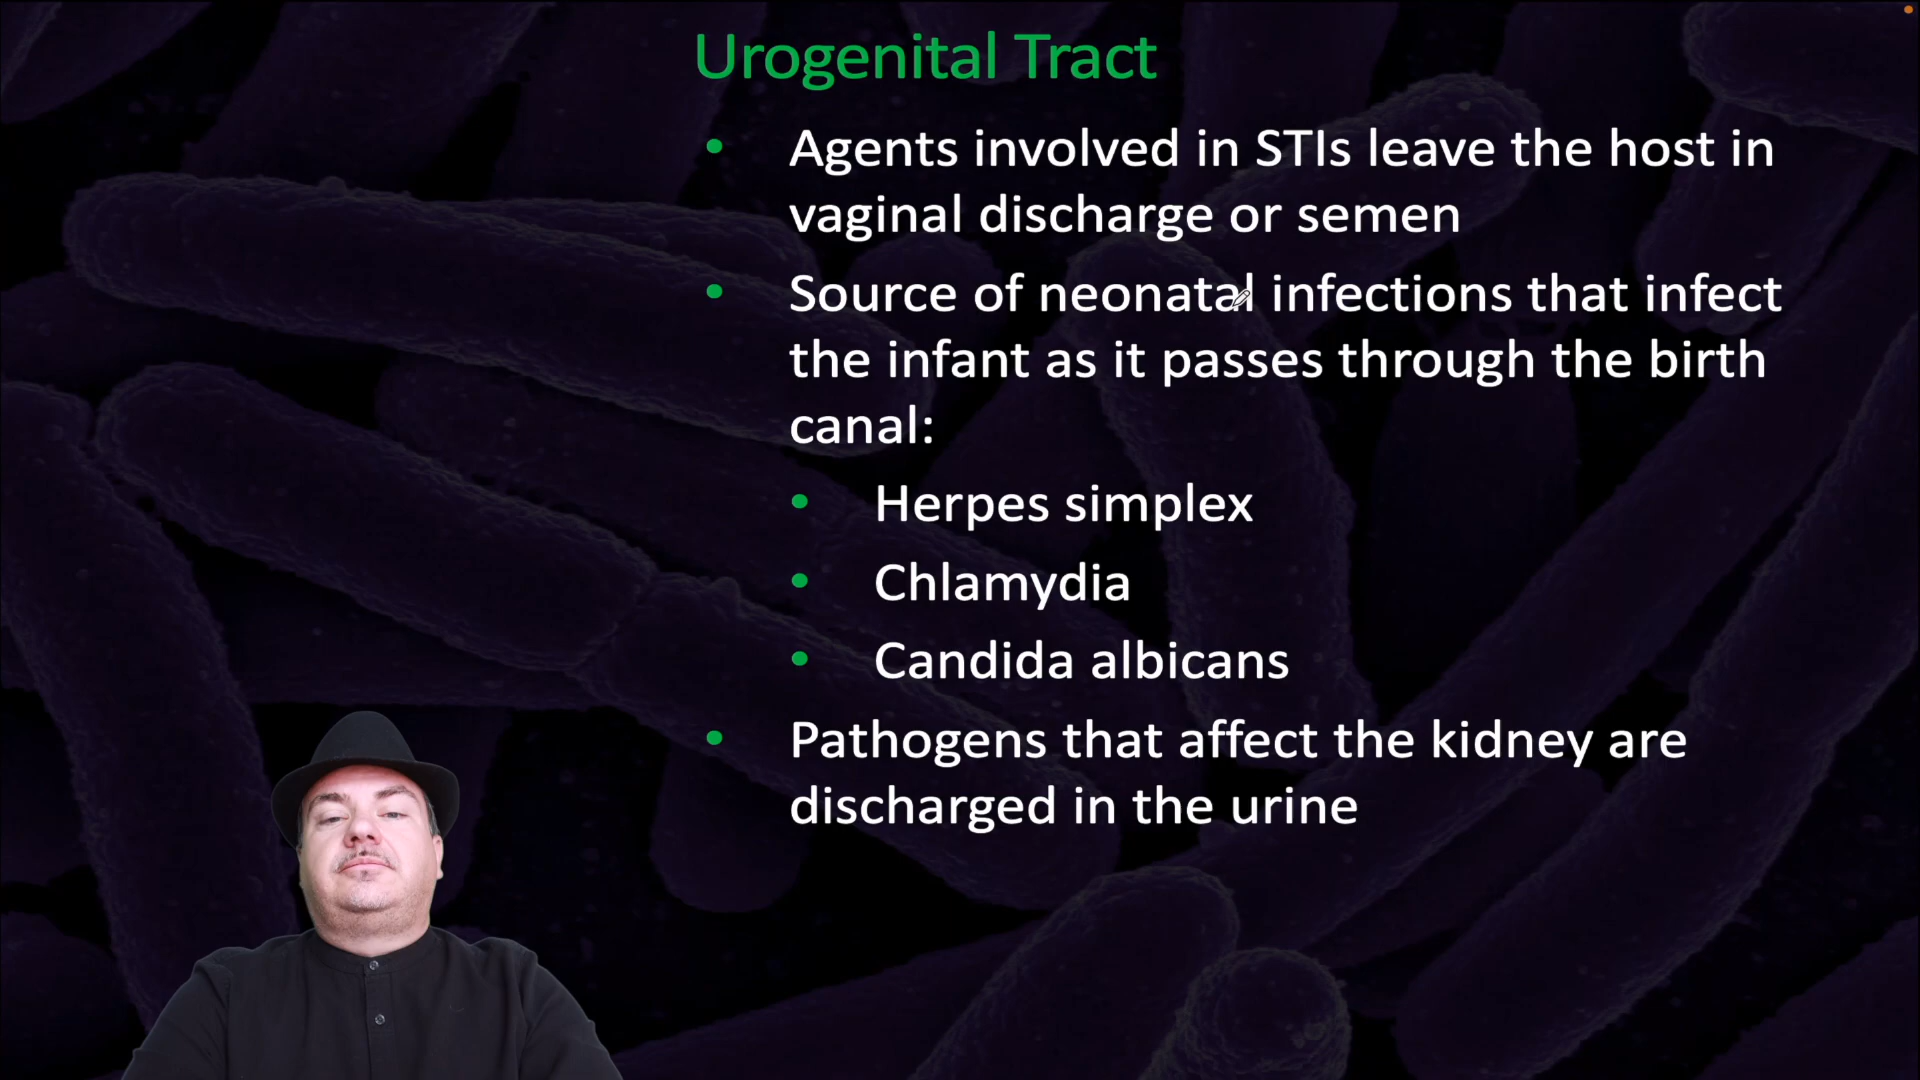 Urogenital Tract
• Agents involved in STIs leave the host in
vaginal discharge or semen
• Source of neonatal infections that infect
the infant as it passes through the birth
canal:
• Herpes simplex
• Chlamydia
• Candida albicans
• Pathogens that affect the kidney are
discharged in the urine